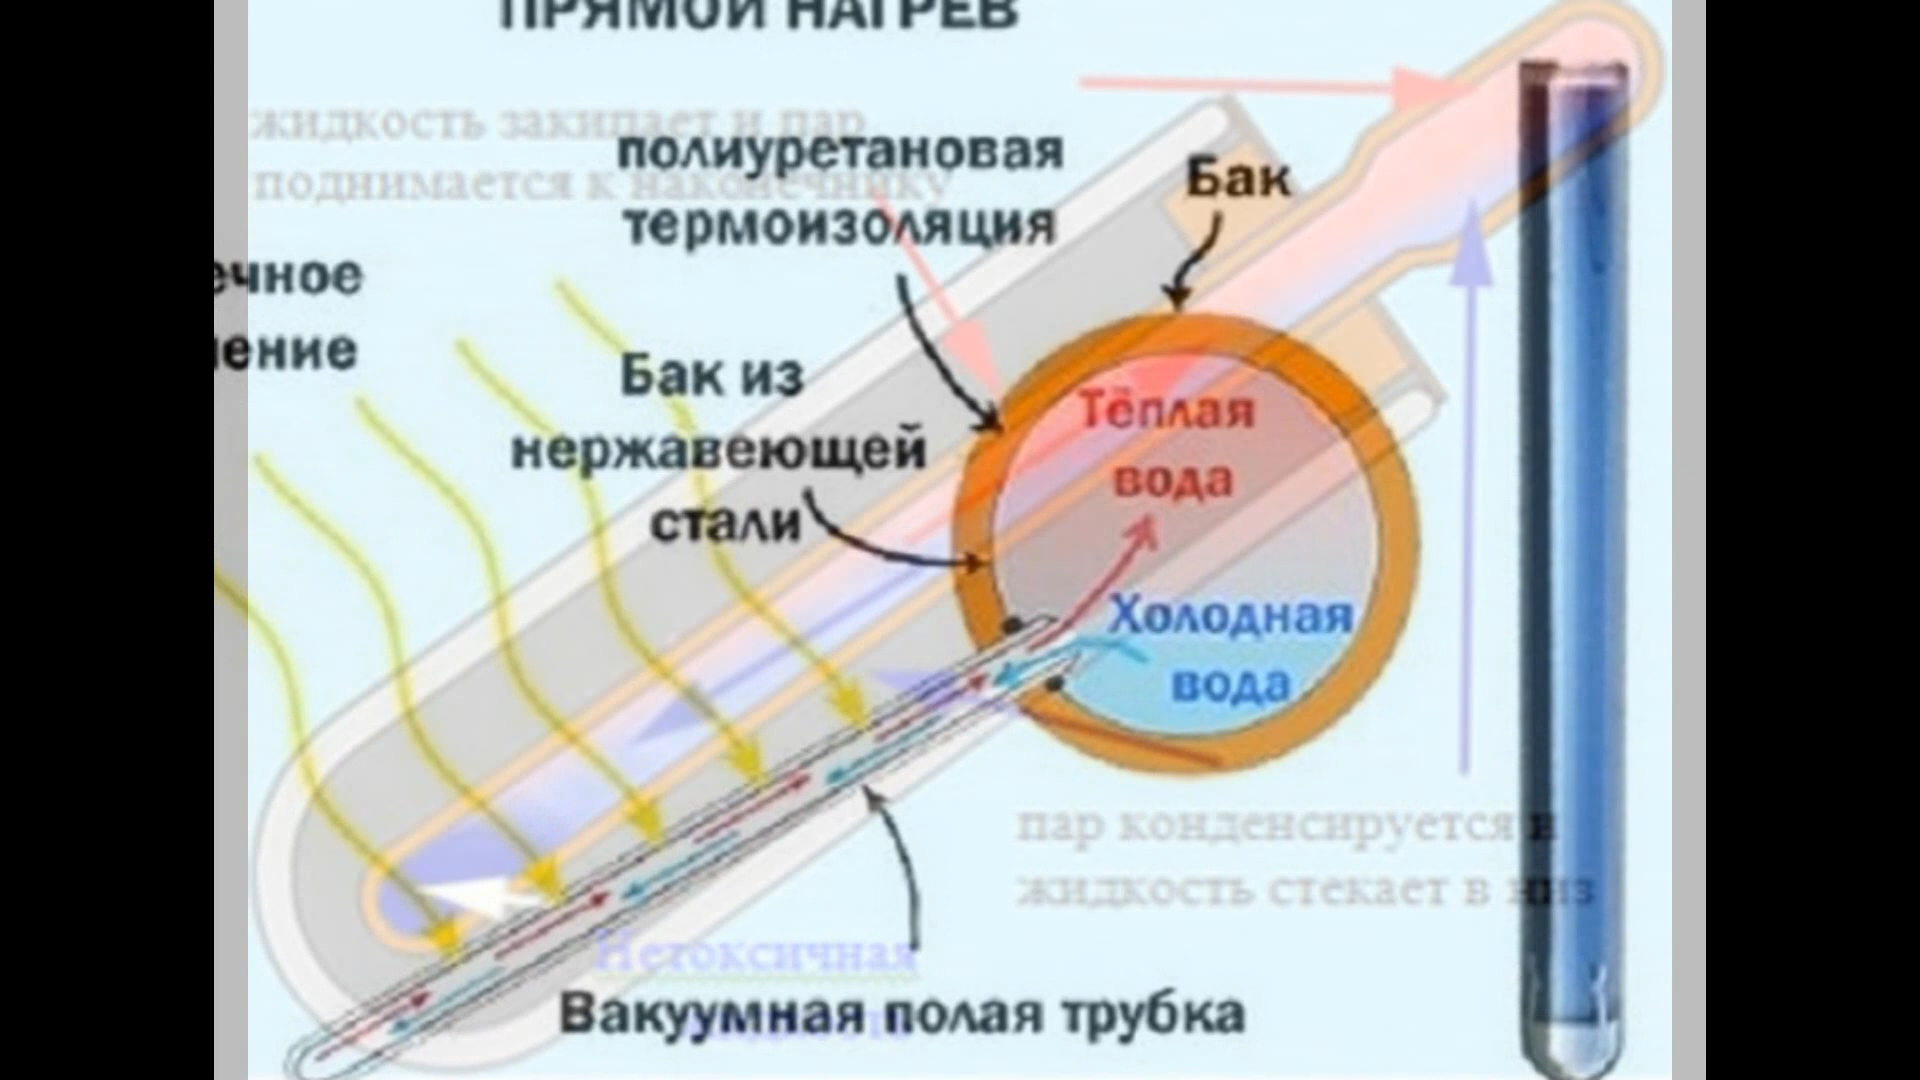 ПРЯМОЙ НАГРЕВ
жидкость закипает и пар
поднимается к наконечнику
полиуретановая
термоизоляция
Бак
ечное
ение
Бак из
нержавеющей
стали
Тёплая
вода
Холодная
вода
пар конденсируется и
жидкость стекает в низ
Нетоксичная
Вакуумная полая трубка